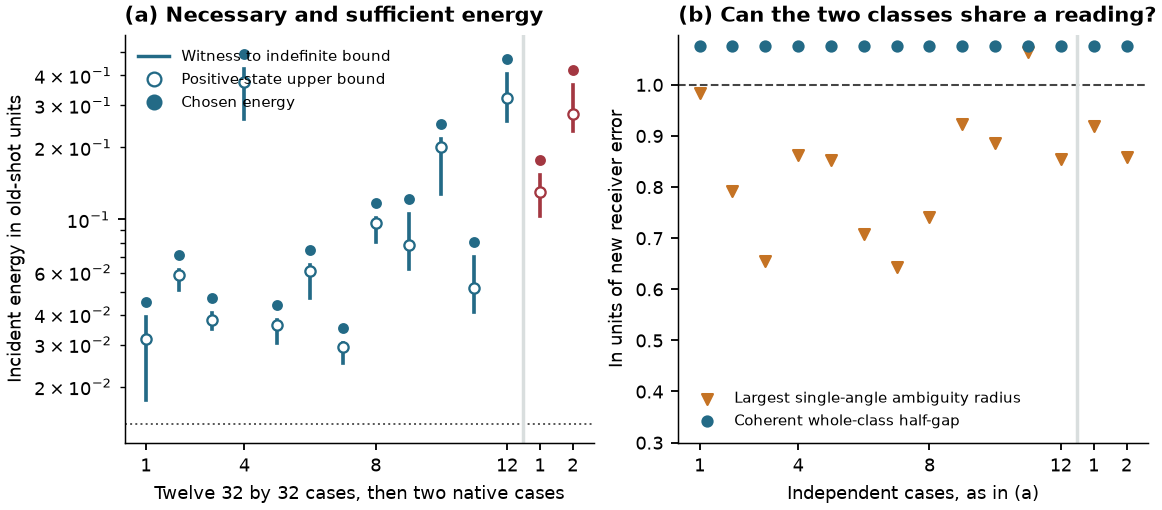 (a) Necessary and sufficient energy
Incident energy in old-shot units
4 × 10⁻¹
3 × 10⁻¹
2 × 10⁻¹
10⁻¹
6 × 10⁻²
4 × 10⁻²
3 × 10⁻²
2 × 10⁻²
Witness to indefinite bound
Positive state upper bound
Chosen energy
1 4 8 12 1 2
Twelve 32 by 32 cases, then two native cases
(b) Can the two classes share a reading?
In units of new receiver error
1.0
0.9
0.8
0.7
0.6
0.5
0.4
0.3
Largest single-angle ambiguity radius
Coherent whole-class half-gap
1 4 8 12 1 2
Independent cases, as in (a)